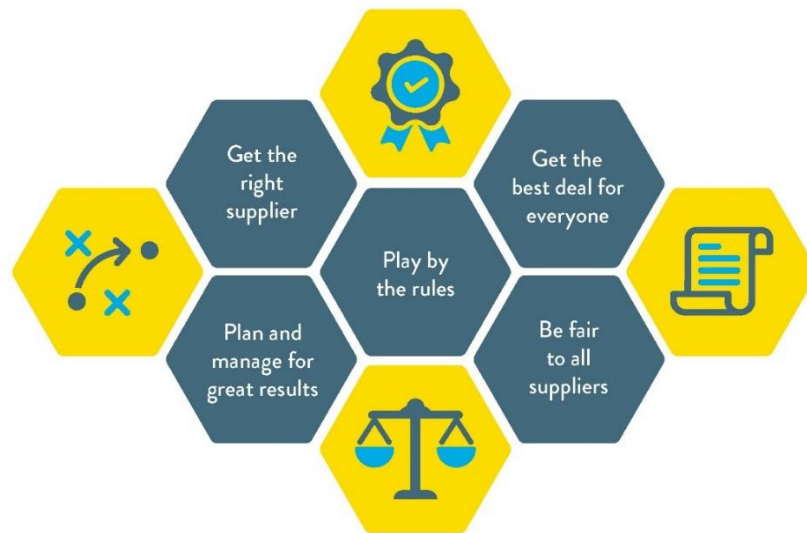 Get the
right
supplier
Get the
best deal for
everyone
Play by
the rules
Plan and
manage for
great results
Be fair
to all
suppliers